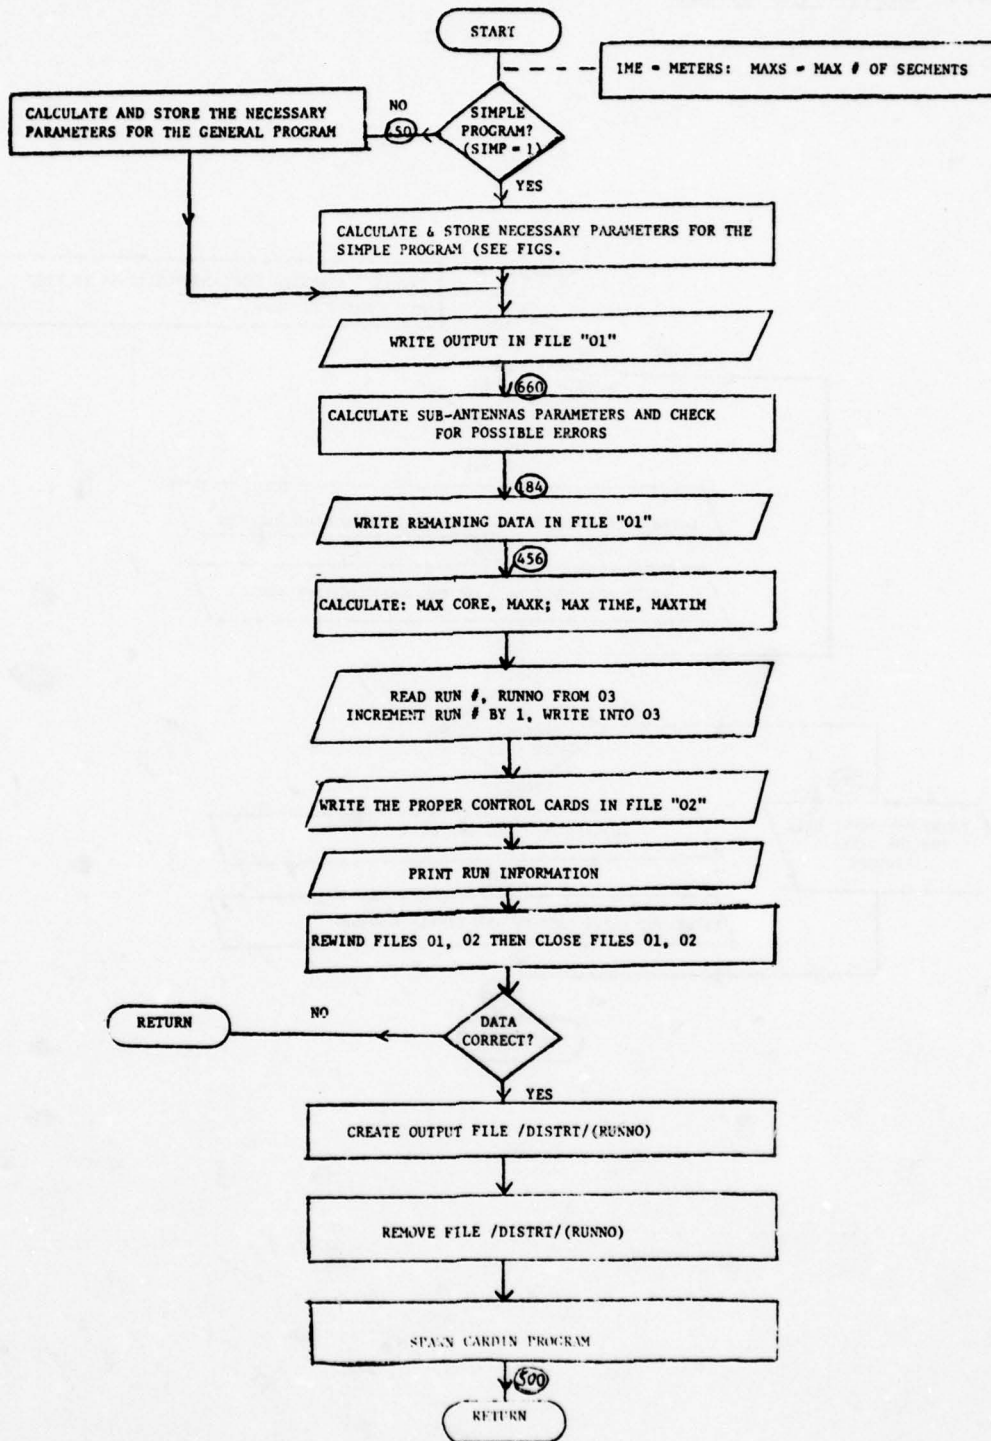 START
IME = METERS: MAXS = MAX # OF SEGMENTS
SIMPLE
PROGRAM?
(SIMP = 1)
NO
CALCULATE AND STORE THE NECESSARY
PARAMETERS FOR THE GENERAL PROGRAM
YES
CALCULATE & STORE NECESSARY PARAMETERS FOR THE
SIMPLE PROGRAM (SEE FIGS.
WRITE OUTPUT IN FILE "01"
660
CALCULATE SUB-ANTENNAS PARAMETERS AND CHECK
FOR POSSIBLE ERRORS
184
WRITE REMAINING DATA IN FILE "01"
456
CALCULATE: MAX CORE, MAXK; MAX TIME, MAXTIM
READ RUN #, RUNNO FROM 03
INCREMENT RUN # BY 1, WRITE INTO 03
WRITE THE PROPER CONTROL CARDS IN FILE "02"
PRINT RUN INFORMATION
REWIND FILES 01, 02 THEN CLOSE FILES 01, 02
DATA
CORRECT?
NO
RETURN
YES
CREATE OUTPUT FILE /DISTRT/(RUNNO)
REMOVE FILE /DISTRT/(RUNNO)
SPAWN CARDIN PROGRAM
500
RETURN